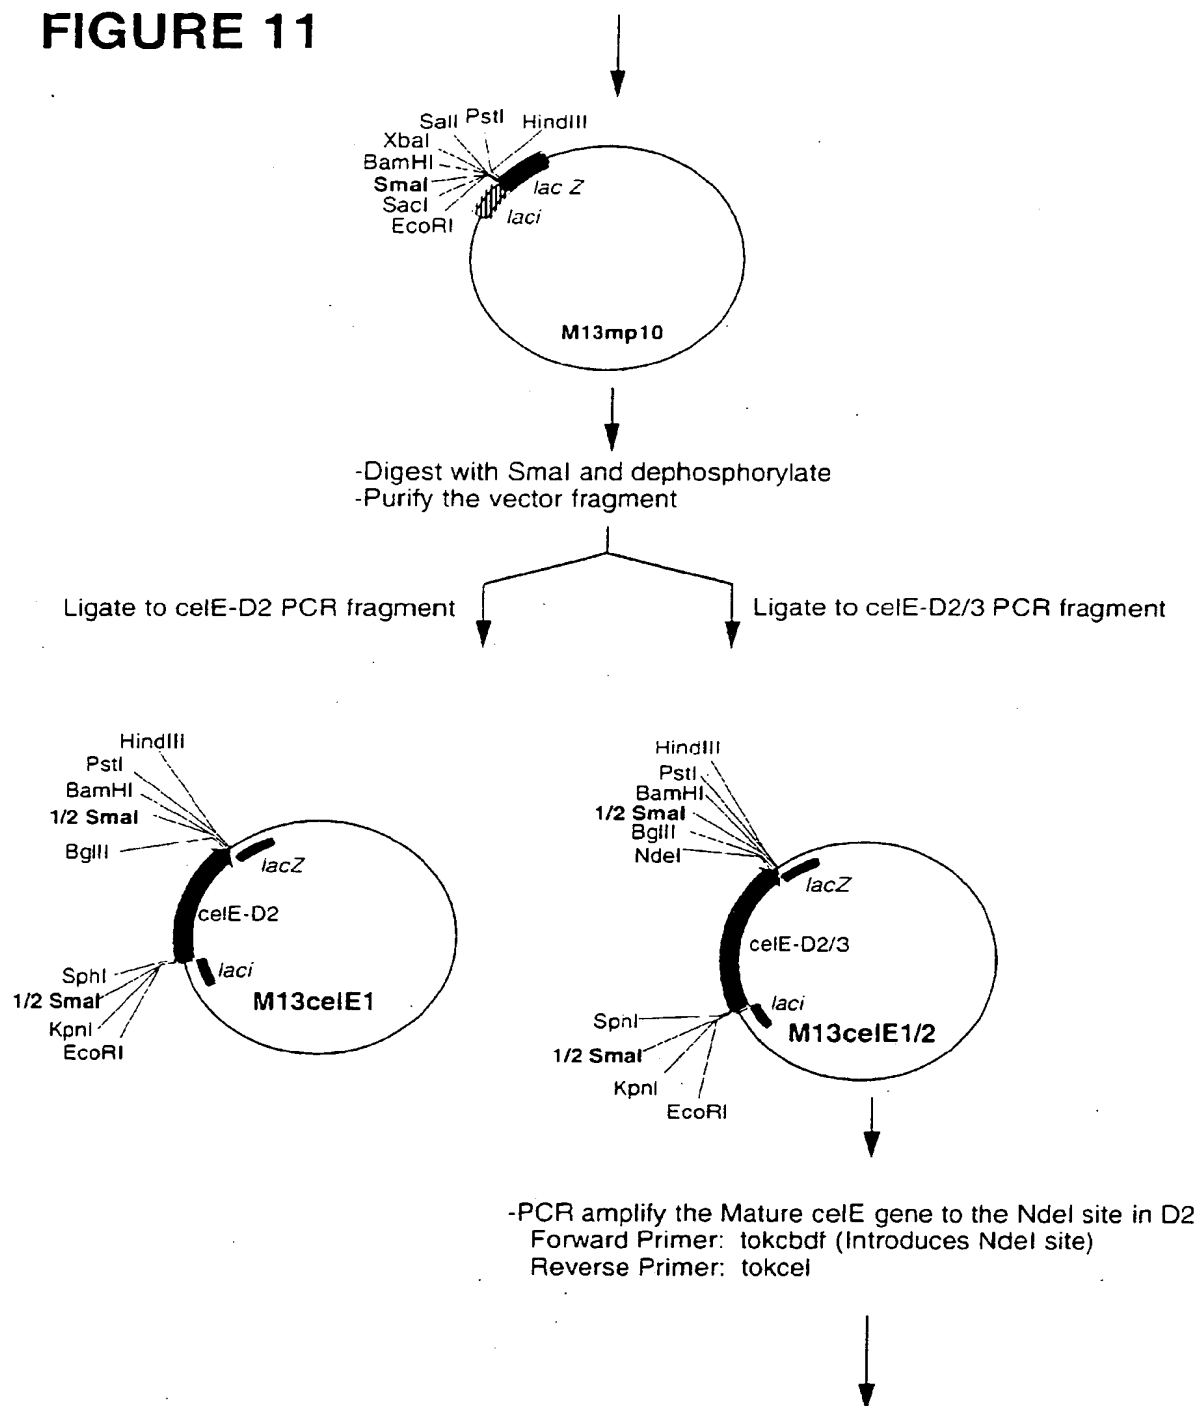 FIGURE 11
SalI PstI HindIII
XbaI
BamHI
SmaI
SacI
EcoRI
lac Z
laci
M13mp10
-Digest with SmaI and dephosphorylate
-Purify the vector fragment
Ligate to celE-D2 PCR fragment
Ligate to celE-D2/3 PCR fragment
HindIII
PstI
BamHI
1/2 SmaI
BglII
lacZ
celE-D2
laci
SphI
1/2 SmaI
KpnI
EcoRI
M13celE1
HindIII
PstI
BamHI
1/2 SmaI
BglII
NdeI
lacZ
celE-D2/3
laci
SphI
1/2 SmaI
KpnI
EcoRI
M13celE1/2
-PCR amplify the Mature celE gene to the NdeI site in D2
Forward Primer: tokcbdf (Introduces NdeI site)
Reverse Primer: tokcel